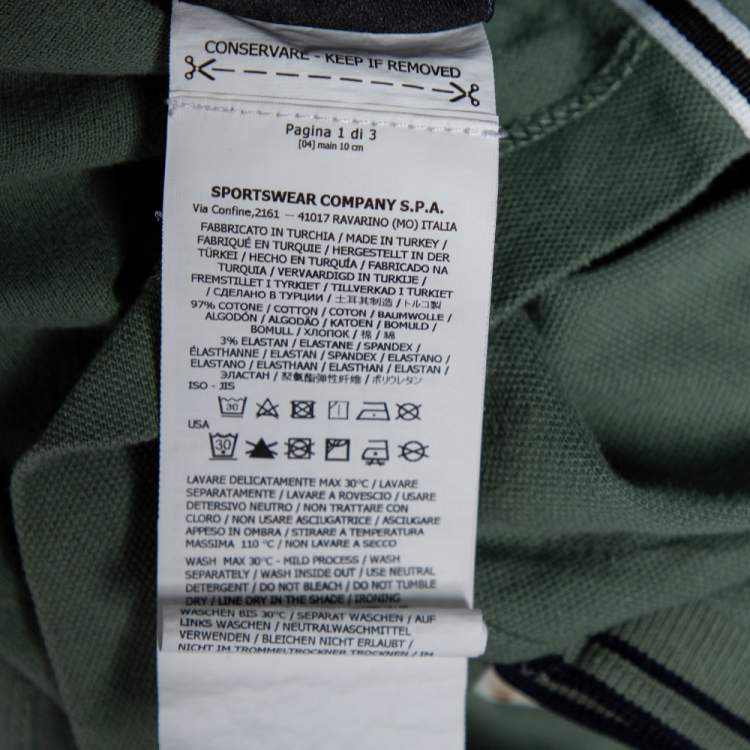 CONSERVARE - KEEP IF REMOVED
Pagina 1 di 3
[04] main 10 cm
SPORTSWEAR COMPANY S.P.A.
Via Confine,2161 — 41017 RAVARINO (MO) ITALIA
FABBRICATO IN TURCHIA / MADE IN TURKEY /
FABRIQUÉ EN TURQUIE / HERGESTELLT IN DER
TÜRKEI / HECHO EN TURQUÍA / FABRICADO NA
TURQUIA / VERVAARDIGD IN TURKIJE /
FREMSTILLET I TYRKIET / TILLVERKAD I TURKIET
/ СДЕЛАНО В ТУРЦИИ / 土耳其制造 / トルコ製
97% COTONE / COTTON / COTON / BAUMWOLLE /
ALGODÓN / ALGODÃO / KATOEN / BOMULD /
BOMULL / ХЛОПОК / 棉 / 綿
3% ELASTAN / ELASTANE / SPANDEX /
ÉLASTHANNE / ELASTAN / SPANDEX / ELASTANO /
ELASTANO / ELASTHAAN / ELASTHAN / ELASTAN /
ЭЛАСТАН / 聚氨酯弹性纤维 / ポリウレタン
ISO - JIS
30
USA
30
LAVARE DELICATAMENTE MAX 30°C / LAVARE
SEPARATAMENTE / LAVARE A ROVESCIO / USARE
DETERSIVO NEUTRO / NON TRATTARE CON
CLORO / NON USARE ASCIUGATRICE / ASCIUGARE
APPESO IN OMBRA / STIRARE A TEMPERATURA
MASSIMA 110 °C / NON LAVARE A SECCO
WASH MAX 30°C - MILD PROCESS / WASH
SEPARATELY / WASH INSIDE OUT / USE NEUTRAL
DETERGENT / DO NOT BLEACH / DO NOT TUMBLE
DRY / LINE DRY IN THE SHADE / IRONING
WASCHEN BIS 30°C / SEPARAT WASCHEN / AUF
LINKS WASCHEN / NEUTRALWASCHMITTEL
VERWENDEN / BLEICHEN NICHT ERLAUBT /
NICHT IM TROMMELTROCKNER TROCKNEN / IM